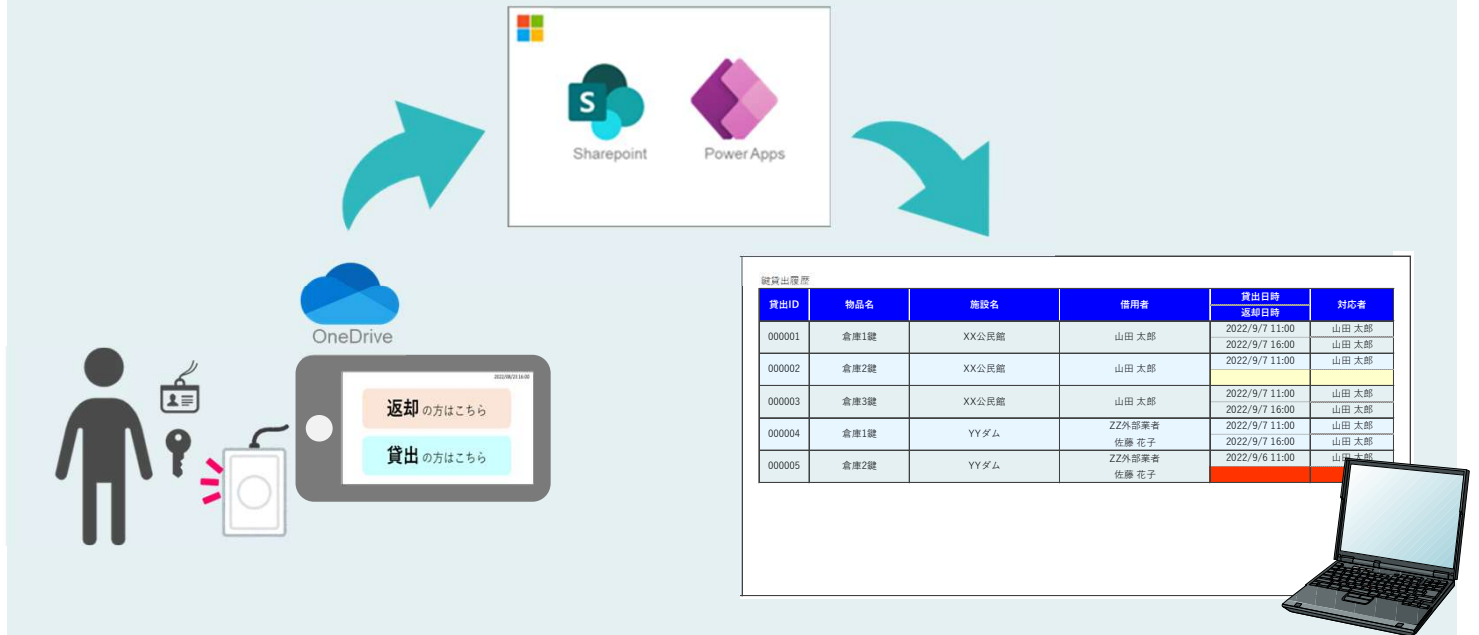 Sharepoint
Power Apps
OneDrive
2022/08/25 16:00
返却 の方はこちら
貸出 の方はこちら
鍵貸出履歴
貸出ID 物品名 施設名 借用者 貸出日時 対応者
返却日時
000001 倉庫1鍵 XX公民館 山田 太郎 2022/9/7 11:00 山田 太郎
2022/9/7 16:00 山田 太郎
000002 倉庫2鍵 XX公民館 山田 太郎 2022/9/7 11:00 山田 太郎
000003 倉庫3鍵 XX公民館 山田 太郎 2022/9/7 11:00 山田 太郎
2022/9/7 16:00 山田 太郎
000004 倉庫1鍵 YYダム ZZ外部業者 2022/9/7 11:00 山田 太郎
佐藤 花子 2022/9/7 16:00 山田 太郎
000005 倉庫2鍵 YYダム ZZ外部業者 2022/9/6 11:00 山田 太郎
佐藤 花子